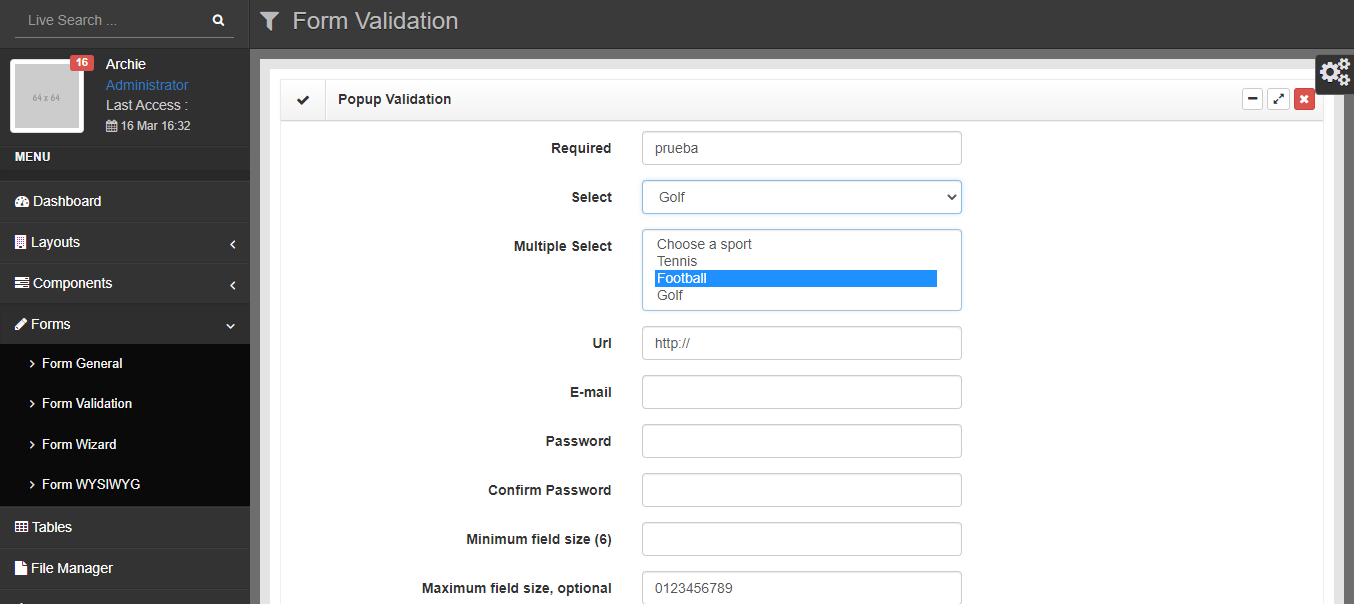 Live Search ...
Form Validation
16
64 x 64
Archie
Administrator
Last Access :
16 Mar 16:32
MENU
Dashboard
Layouts
Components
Forms
Form General
Form Validation
Form Wizard
Form WYSIWYG
Tables
File Manager
Popup Validation
Required
prueba
Select
Golf
Multiple Select
Choose a sport
Tennis
Football
Golf
Url
http://
E-mail
Password
Confirm Password
Minimum field size (6)
Maximum field size, optional
0123456789